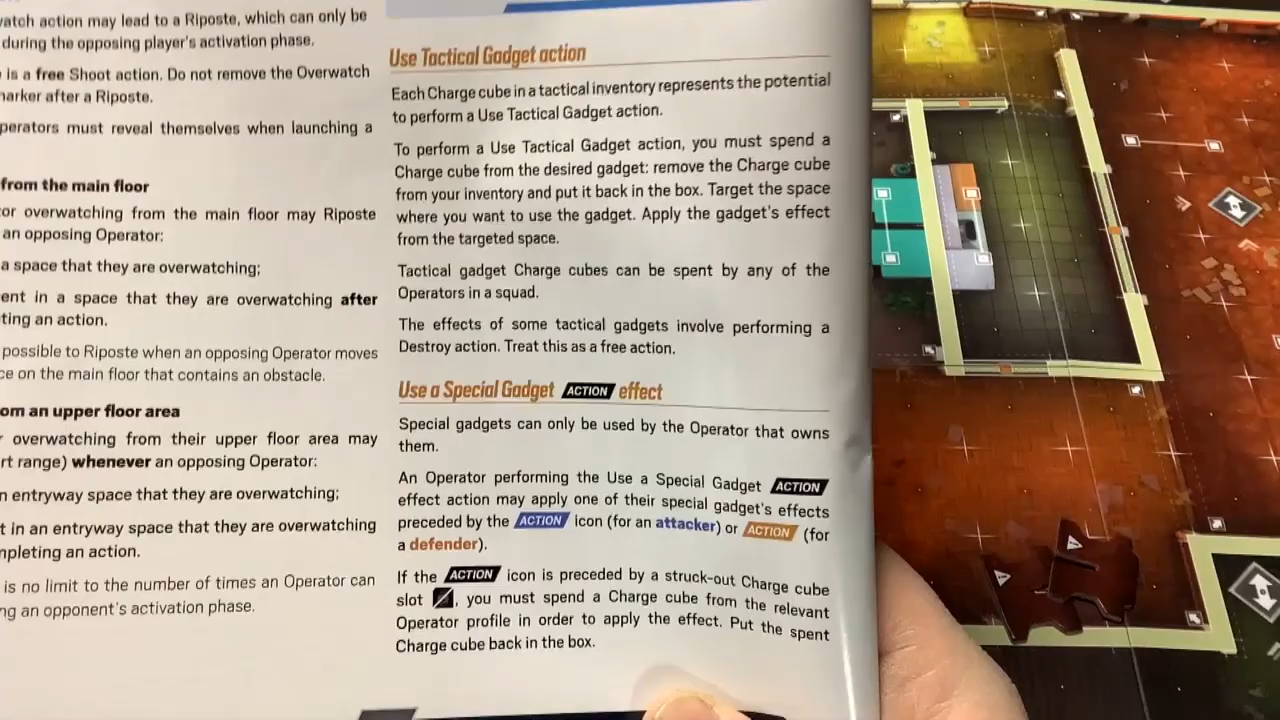 watch action may lead to a Riposte, which can only be
during the opposing player's activation phase.
is a free Shoot action. Do not remove the Overwatch
marker after a Riposte.
perators must reveal themselves when launching a
from the main floor
tor overwatching from the main floor may Riposte
an opposing Operator:
a space that they are overwatching;
ent in a space that they are overwatching after
ting an action.
possible to Riposte when an opposing Operator moves
ce on the main floor that contains an obstacle.
om an upper floor area
r overwatching from their upper floor area may
rt range) whenever an opposing Operator:
n entryway space that they are overwatching;
t in an entryway space that they are overwatching
mpleting an action.
is no limit to the number of times an Operator can
ng an opponent's activation phase.
Use Tactical Gadget action
Each Charge cube in a tactical inventory represents the potential
to perform a Use Tactical Gadget action.
To perform a Use Tactical Gadget action, you must spend a
Charge cube from the desired gadget: remove the Charge cube
from your inventory and put it back in the box. Target the space
where you want to use the gadget. Apply the gadget's effect
from the targeted space.
Tactical gadget Charge cubes can be spent by any of the
Operators in a squad.
The effects of some tactical gadgets involve performing a
Destroy action. Treat this as a free action.
Use a Special Gadget ACTION effect
Special gadgets can only be used by the Operator that owns
them.
An Operator performing the Use a Special Gadget ACTION
effect action may apply one of their special gadget's effects
preceded by the ACTION icon (for an attacker) or ACTION (for
a defender).
If the ACTION icon is preceded by a struck-out Charge cube
slot , you must spend a Charge cube from the relevant
Operator profile in order to apply the effect. Put the spent
Charge cube back in the box.